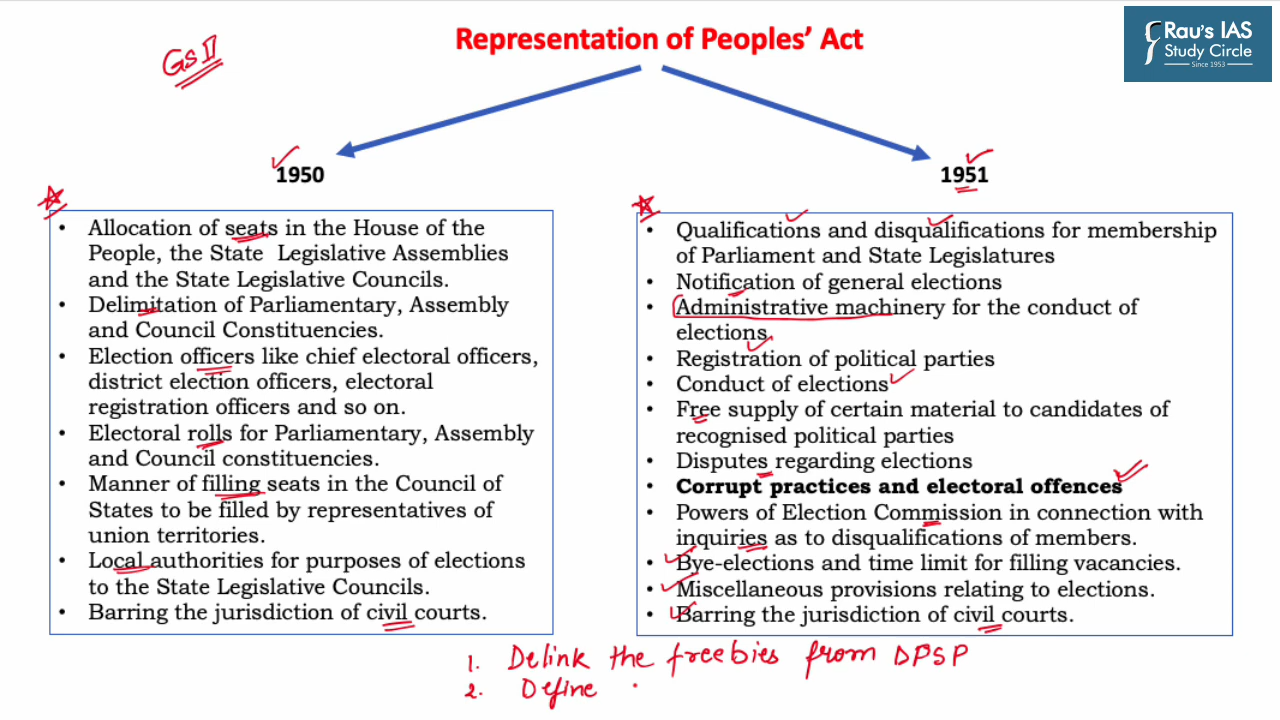 Representation of Peoples' Act
Rau's IAS
Study Circle
Since 1953
GS II
1950
1951
• Allocation of seats in the House of the
People, the State Legislative Assemblies
and the State Legislative Councils.
• Delimitation of Parliamentary, Assembly
and Council Constituencies.
• Election officers like chief electoral officers,
district election officers, electoral
registration officers and so on.
• Electoral rolls for Parliamentary, Assembly
and Council constituencies.
• Manner of filling seats in the Council of
States to be filled by representatives of
union territories.
• Local authorities for purposes of elections
to the State Legislative Councils.
• Barring the jurisdiction of civil courts.
• Qualifications and disqualifications for membership
of Parliament and State Legislatures
• Notification of general elections
• Administrative machinery for the conduct of
elections.
• Registration of political parties
• Conduct of elections
• Free supply of certain material to candidates of
recognised political parties
• Disputes regarding elections
• Corrupt practices and electoral offences
• Powers of Election Commission in connection with
inquiries as to disqualifications of members.
• Bye-elections and time limit for filling vacancies.
• Miscellaneous provisions relating to elections.
• Barring the jurisdiction of civil courts.
1. Delink the freebies from DPSP
2. Define